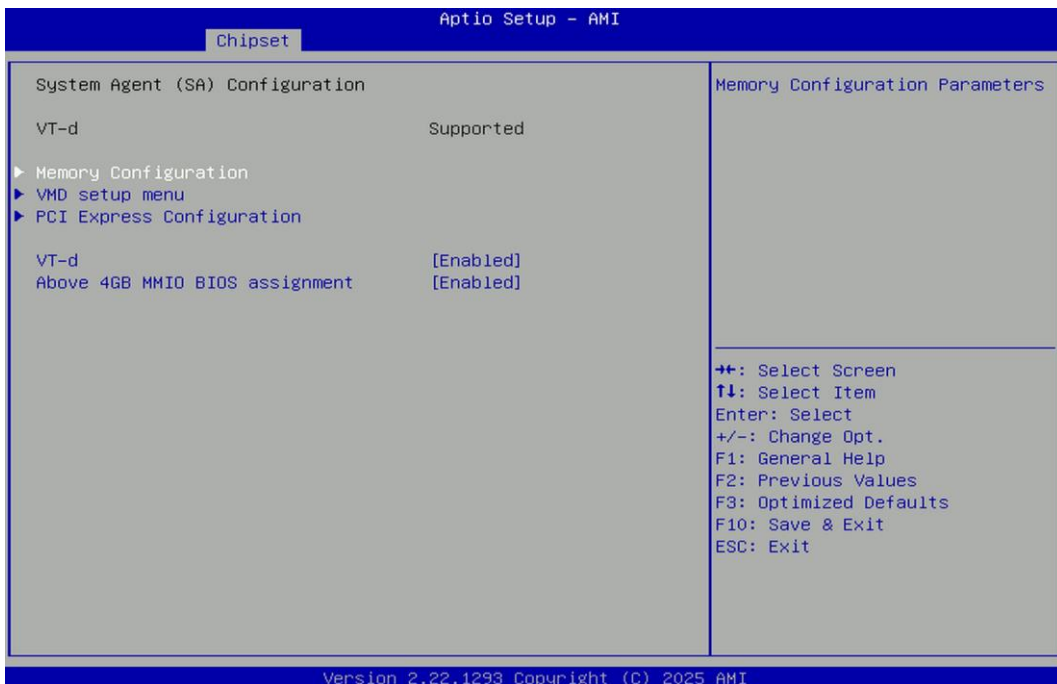 Aptio Setup – AMI
Chipset
System Agent (SA) Configuration
VT-d Supported
Memory Configuration
VMD setup menu
PCI Express Configuration
VT-d [Enabled]
Above 4GB MMIO BIOS assignment [Enabled]
Memory Configuration Parameters
→←: Select Screen
↑↓: Select Item
Enter: Select
+/-: Change Opt.
F1: General Help
F2: Previous Values
F3: Optimized Defaults
F10: Save & Exit
ESC: Exit
Version 2.22.1293 Copyright (C) 2025 AMI